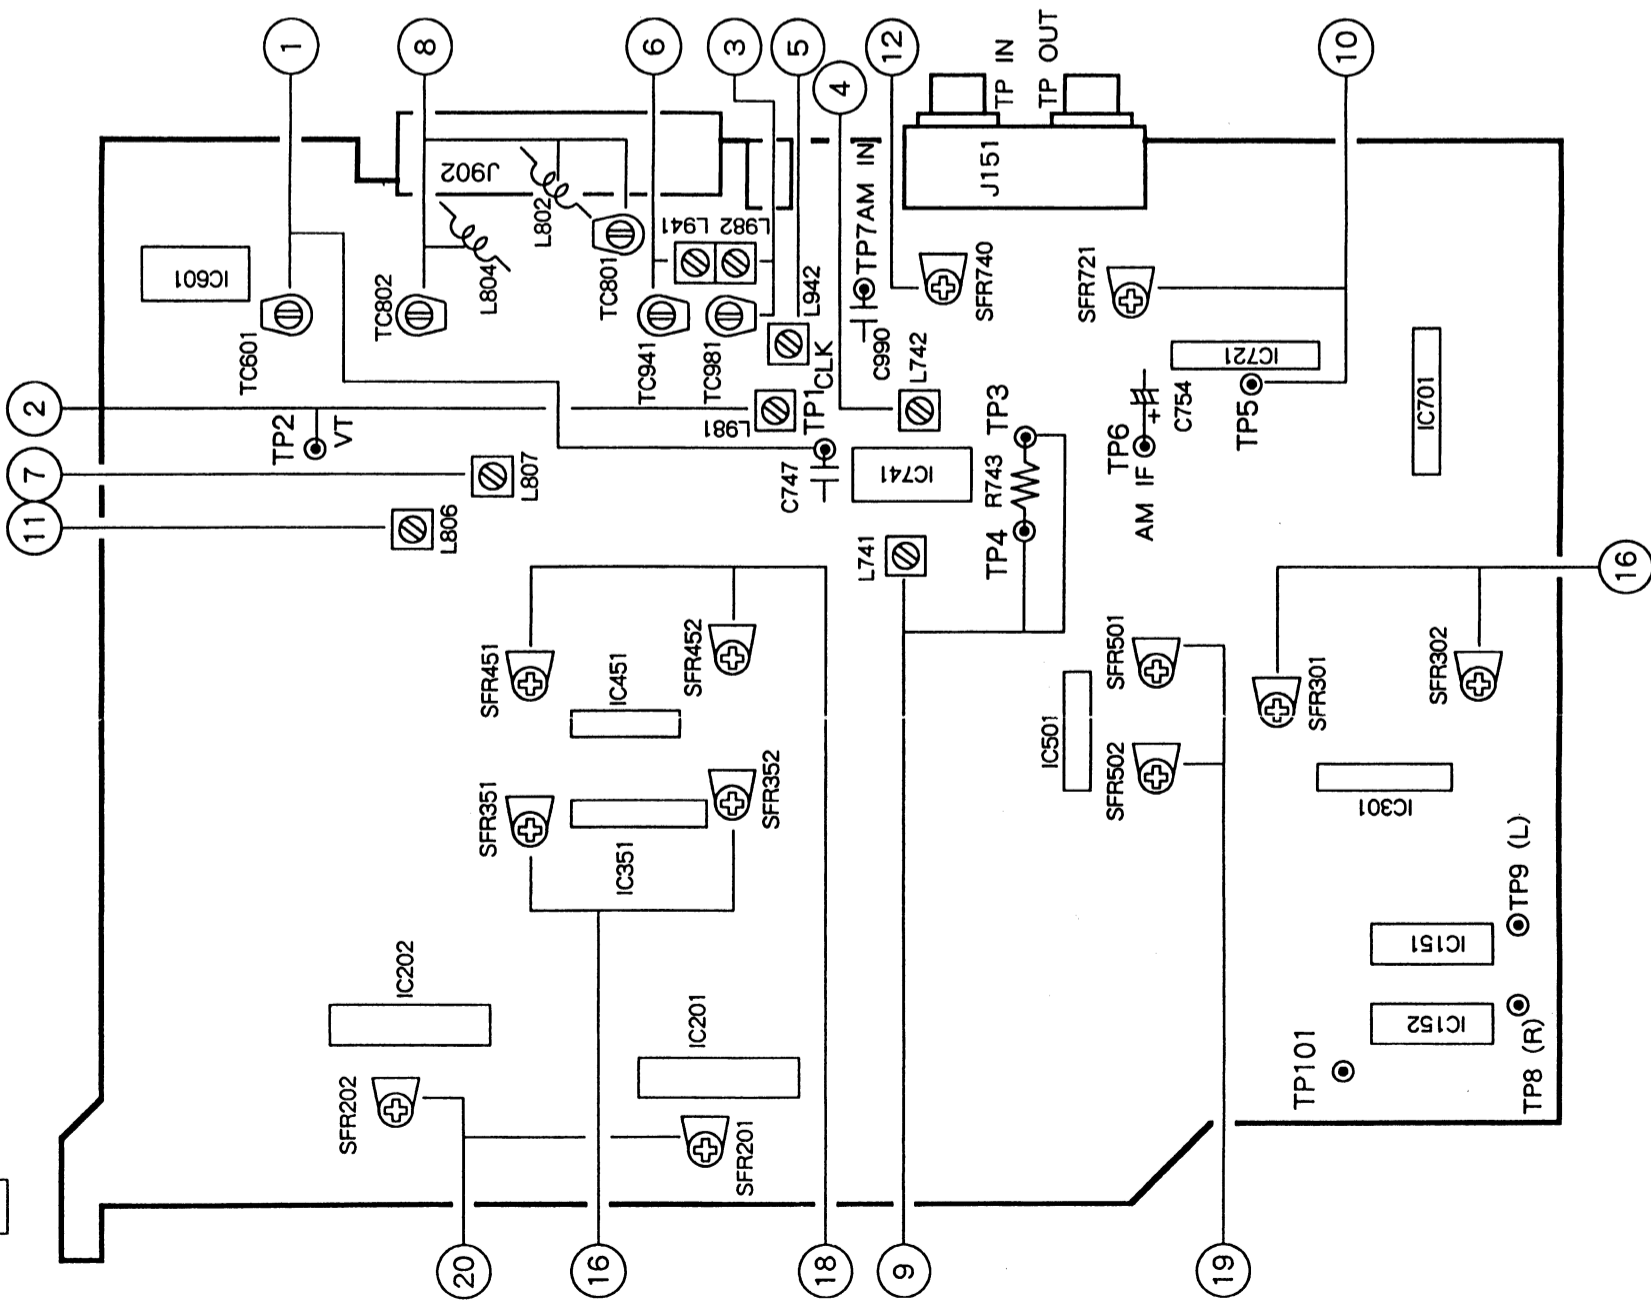 1
8
6
3
5
4
12
10
TP IN
TP OUT
J902
J151
IC601
TC601
TC802
L804
L802
TC801
L941
L982
TC941
TC981
L942
CLK
TP7 AM IN
C990
SFR740
SFR721
L742
IC721
IC701
2
7
11
TP2
VT
L981
TP1
L807
L806
C747
IC741
TP3
R743
TP4
TP6
AM IF
+
C754
TP5
L741
16
SFR451
IC451
SFR452
SFR351
IC351
SFR352
SFR501
IC501
SFR502
SFR301
SFR302
IC301
IC202
IC201
SFR202
SFR201
IC151
IC152
TP9 (L)
TP8 (R)
TP101
20
16
18
9
19